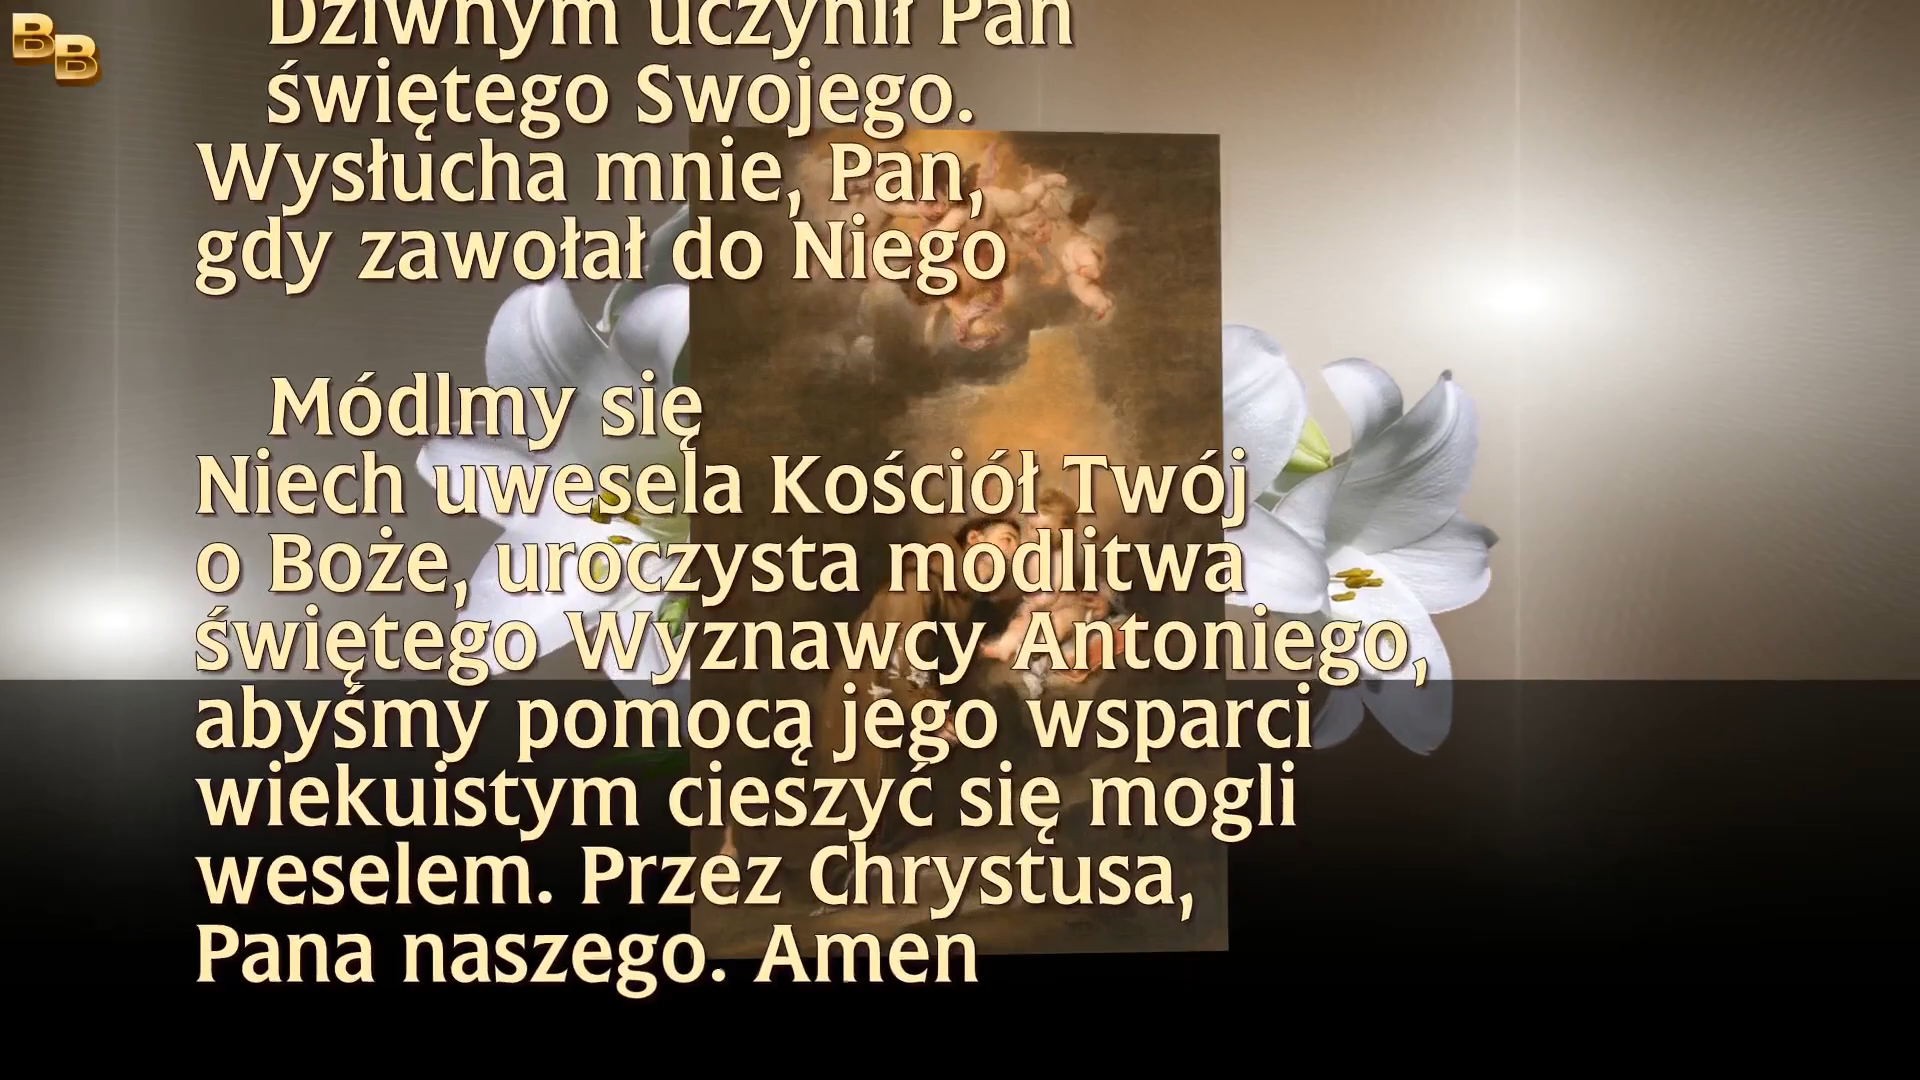 BB
Dziwnym uczynił Pan
świętego Swojego.
Wysłucha mnie, Pan,
gdy zawołał do Niego
Módlmy się
Niech uwesela Kościół Twój
o Boże, uroczysta modlitwa
świętego Wyznawcy Antoniego,
abyśmy pomocą jego wsparci
wiekuistym cieszyć się mogli
weselem. Przez Chrystusa,
Pana naszego. Amen